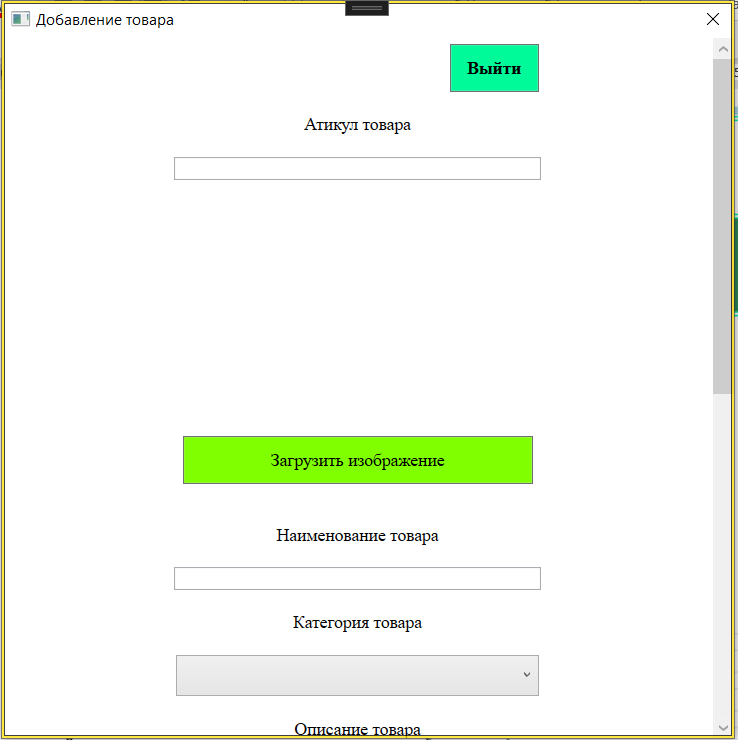 Добавление товара
Выйти
Атикул товара
Загрузить изображение
Наименование товара
Категория товара
Описание товара